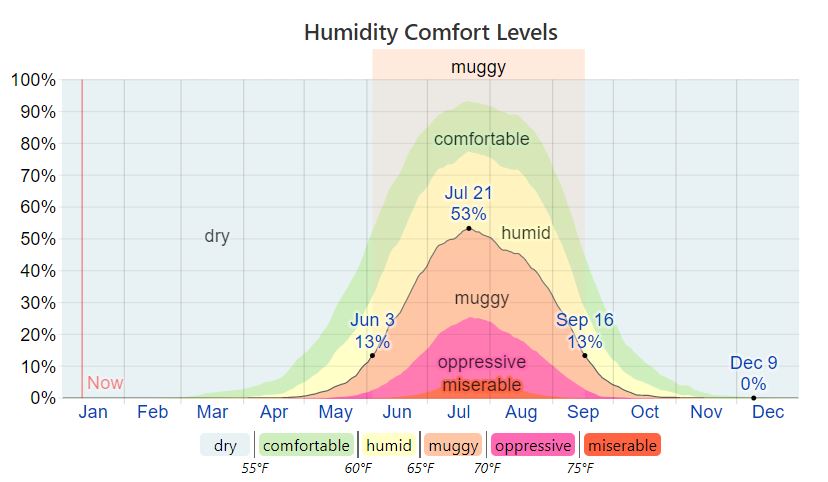 Humidity Comfort Levels
muggy
100%
90%
80%
70%
60%
50%
40%
30%
20%
10%
0%
comfortable
Jul 21
53%
dry
humid
muggy
Jun 3
13%
Sep 16
13%
oppressive
miserable
Dec 9
0%
Now
Jan Feb Mar Apr May Jun Jul Aug Sep Oct Nov Dec
dry comfortable humid muggy oppressive miserable
55°F 60°F 65°F 70°F 75°F